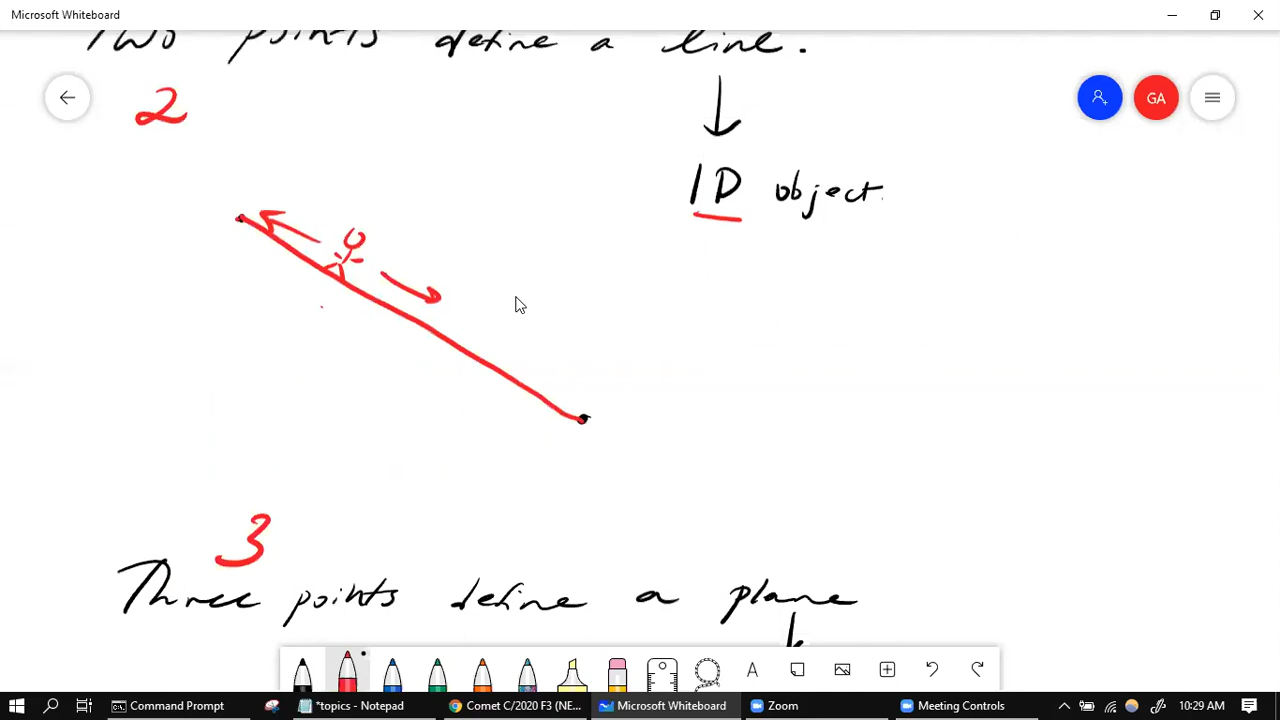 Microsoft Whiteboard
Two points define a line.
2
GA
1D object.
3
Three points define a plane
A
Command Prompt
*topics - Notepad
Comet C/2020 F3 (NE...
Microsoft Whiteboard
Zoom
Meeting Controls
10:29 AM